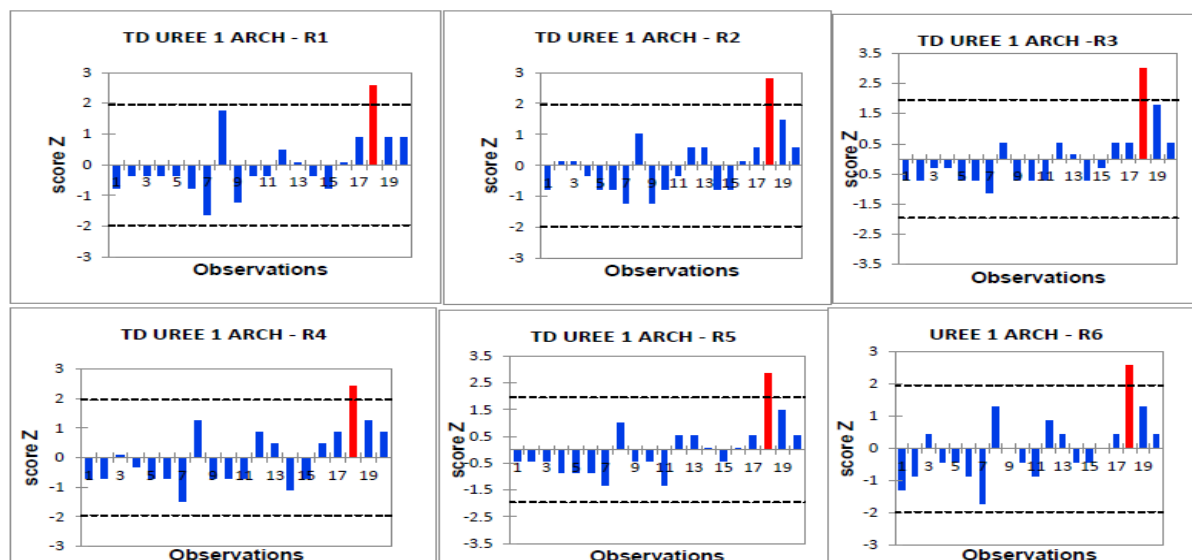 TD UREE 1 ARCH - R1
3
2
1
0
-1
-2
-3
score Z
1 3 5 7 9 11 13 15 17 19
Observations
TD UREE 1 ARCH - R2
3
2
1
0
-1
-2
-3
score Z
1 3 5 7 9 11 13 15 17 19
Observations
TD UREE 1 ARCH -R3
3.5
2.5
1.5
0.5
-0.5
-1.5
-2.5
-3.5
score Z
1 3 5 7 9 11 13 15 17 19
Observations
TD UREE 1 ARCH - R4
3
2
1
0
-1
-2
-3
score Z
1 3 5 7 9 11 13 15 17 19
Observations
TD UREE 1 ARCH - R5
3.5
2.5
1.5
0.5
-0.5
-1.5
-2.5
-3.5
score Z
1 3 5 7 9 11 13 15 17 19
Observations
UREE 1 ARCH - R6
3
2
1
0
-1
-2
-3
score Z
1 3 5 7 9 11 13 15 17 19
Observations